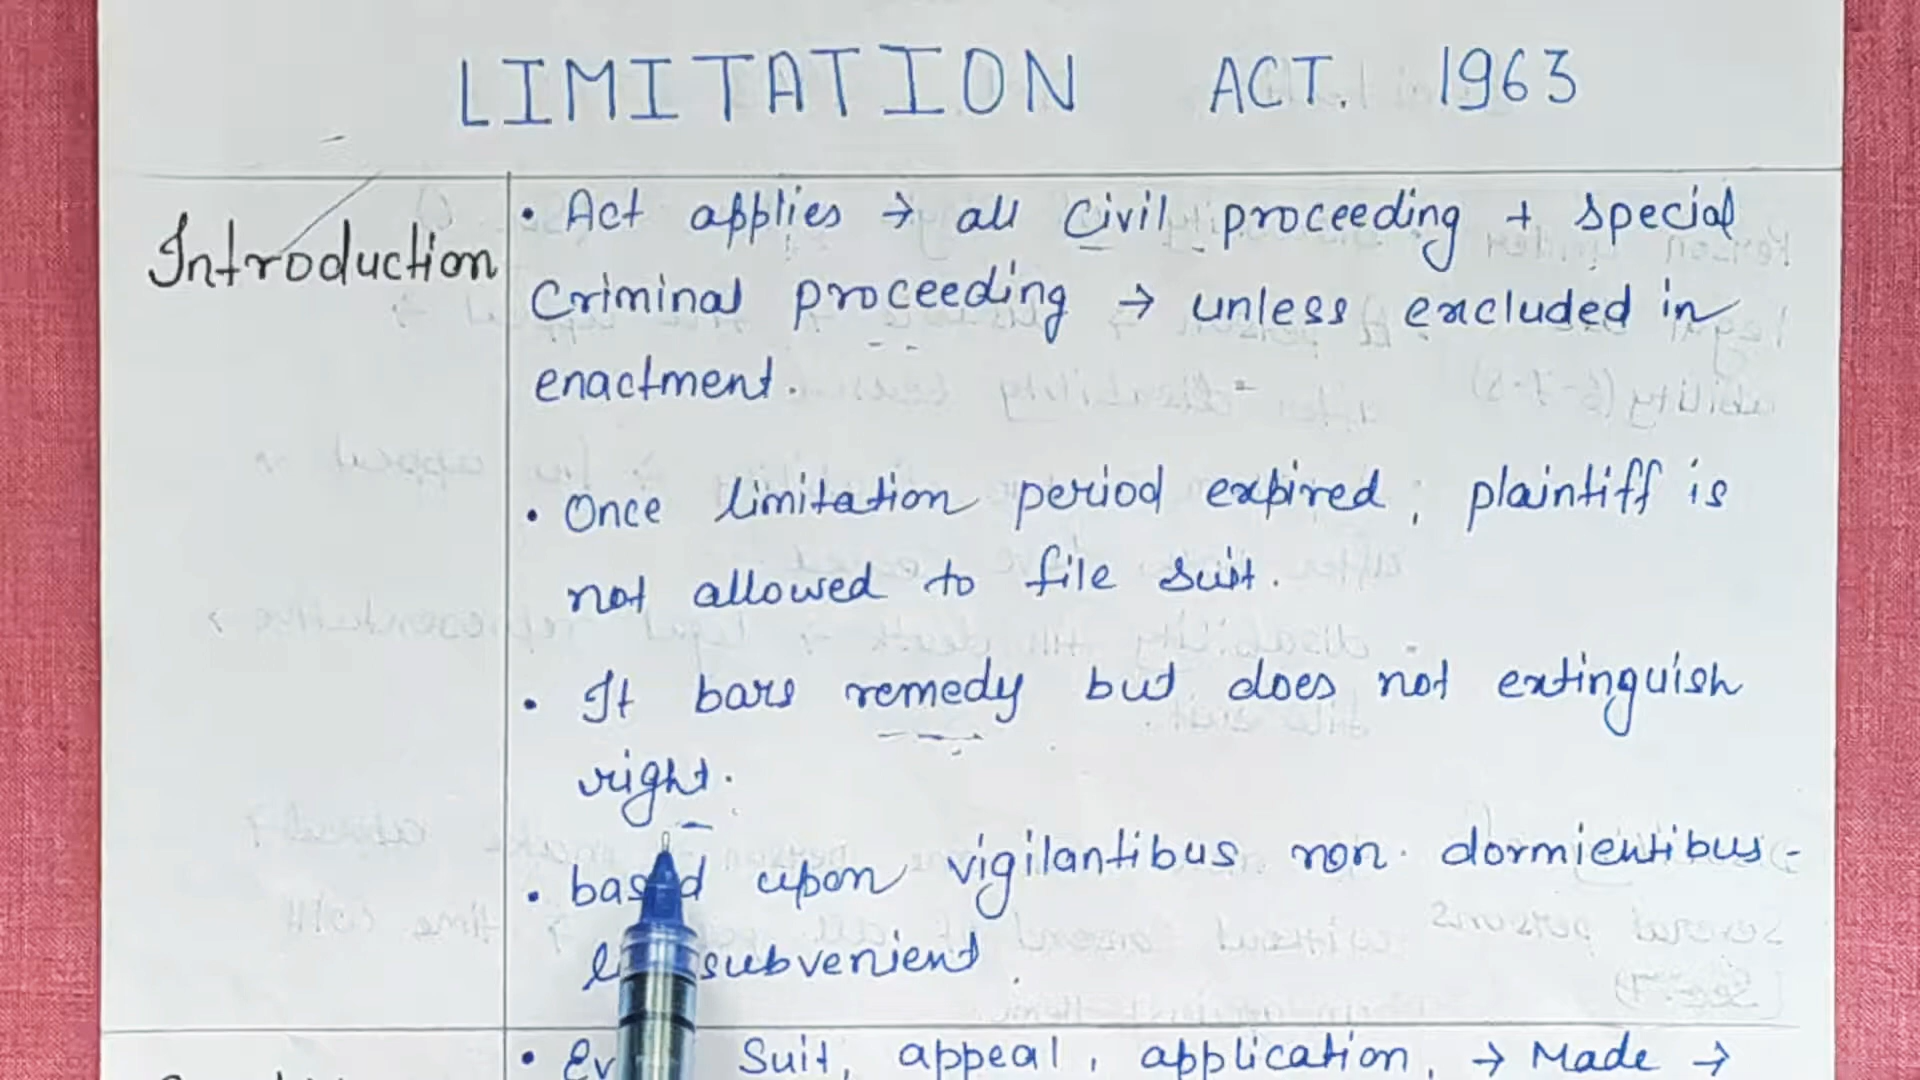 LIMITATION ACT. 1963
Introduction
• Act applies → all Civil proceeding + special
Criminal proceeding → unless excluded in
enactment.
• Once limitation period expired, plaintiff is
not allowed to file suit.
• It bars remedy but does not extinguish
right.
• based upon vigilantibus non dormientibus -
subvenient.
• Suit, appeal, application, → Made →